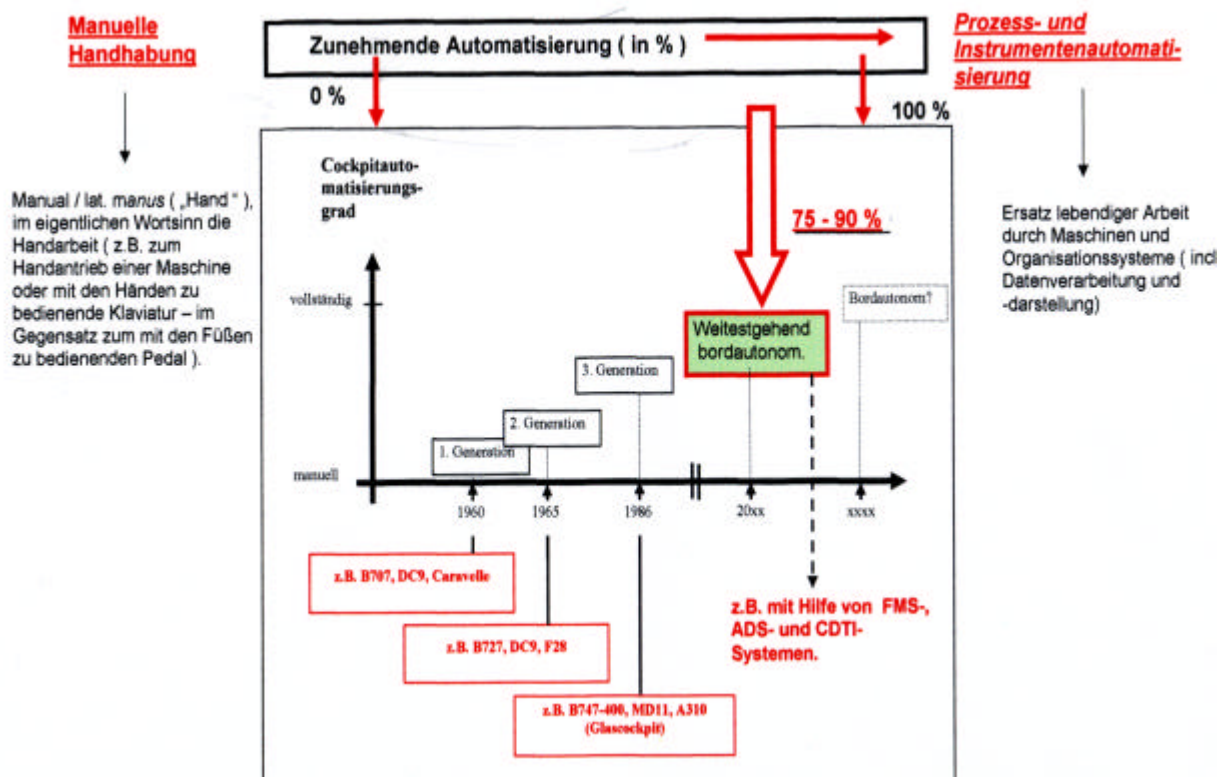 Manuelle
Handhabung
Zunehmende Automatisierung ( in % )
Prozess- und
Instrumentenautomati-
sierung
0 %
100 %
Manual / lat. manus ( „Hand “ ),
im eigentlichen Wortsinn die
Handarbeit ( z.B. zum
Handantrieb einer Maschine
oder mit den Händen zu
bedienende Klaviatur – im
Gegensatz zum mit den Füßen
zu bedienenden Pedal ).
Cockpitauto-
matisierungs-
grad
75 - 90 %
Ersatz lebendiger Arbeit
durch Maschinen und
Organisationssysteme ( incl
Datenverarbeitung und
-darstellung)
vollständig
Bordautonom?
Weitestgehend
bordautonom.
3. Generation
2. Generation
1. Generation
manuell
1960
1965
1986
20xx
xxxx
z.B. B707, DC9, Caravelle
z.B. B727, DC9, F28
z.B. B747-400, MD11, A310
(Glascockpit)
z.B. mit Hilfe von FMS-,
ADS- und CDTI-
Systemen.